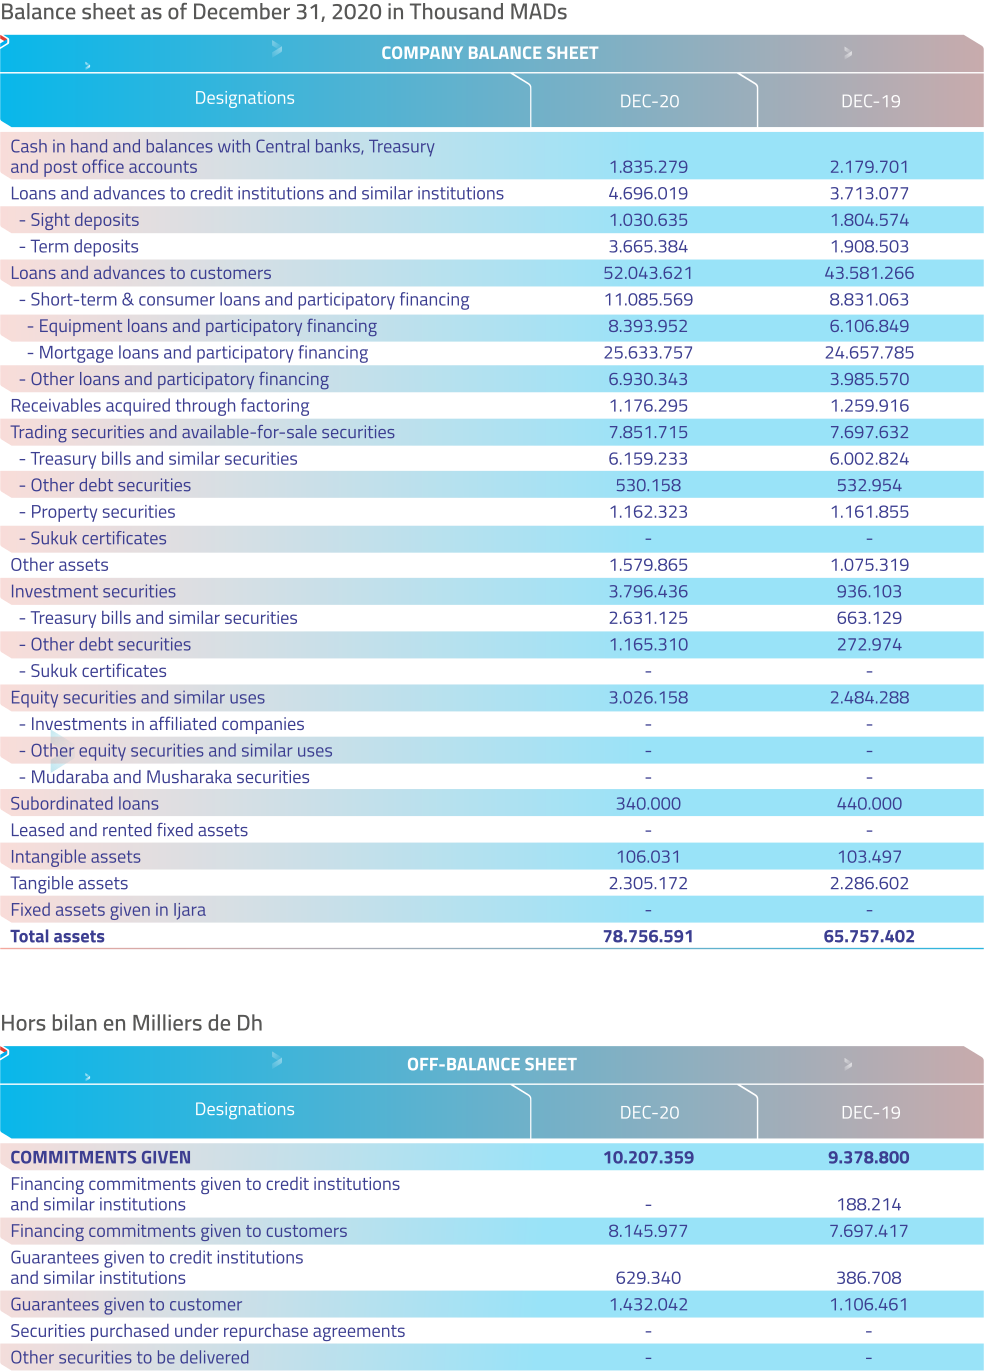 Balance sheet as of December 31, 2020 in Thousand MADs
COMPANY BALANCE SHEET
Designations DEC-20 DEC-19
Cash in hand and balances with Central banks, Treasury
and post office accounts 1.835.279 2.179.701
Loans and advances to credit institutions and similar institutions 4.696.019 3.713.077
- Sight deposits 1.030.635 1.804.574
- Term deposits 3.665.384 1.908.503
Loans and advances to customers 52.043.621 43.581.266
- Short-term & consumer loans and participatory financing 11.085.569 8.831.063
- Equipment loans and participatory financing 8.393.952 6.106.849
- Mortgage loans and participatory financing 25.633.757 24.657.785
- Other loans and participatory financing 6.930.343 3.985.570
Receivables acquired through factoring 1.176.295 1.259.916
Trading securities and available-for-sale securities 7.851.715 7.697.632
- Treasury bills and similar securities 6.159.233 6.002.824
- Other debt securities 530.158 532.954
- Property securities 1.162.323 1.161.855
- Sukuk certificates - -
Other assets 1.579.865 1.075.319
Investment securities 3.796.436 936.103
- Treasury bills and similar securities 2.631.125 663.129
- Other debt securities 1.165.310 272.974
- Sukuk certificates - -
Equity securities and similar uses 3.026.158 2.484.288
- Investments in affiliated companies - -
- Other equity securities and similar uses - -
- Mudaraba and Musharaka securities - -
Subordinated loans 340.000 440.000
Leased and rented fixed assets - -
Intangible assets 106.031 103.497
Tangible assets 2.305.172 2.286.602
Fixed assets given in Ijara - -
Total assets 78.756.591 65.757.402
Hors bilan en Milliers de Dh
OFF-BALANCE SHEET
Designations DEC-20 DEC-19
COMMITMENTS GIVEN 10.207.359 9.378.800
Financing commitments given to credit institutions
and similar institutions - 188.214
Financing commitments given to customers 8.145.977 7.697.417
Guarantees given to credit institutions
and similar institutions 629.340 386.708
Guarantees given to customer 1.432.042 1.106.461
Securities purchased under repurchase agreements - -
Other securities to be delivered - -